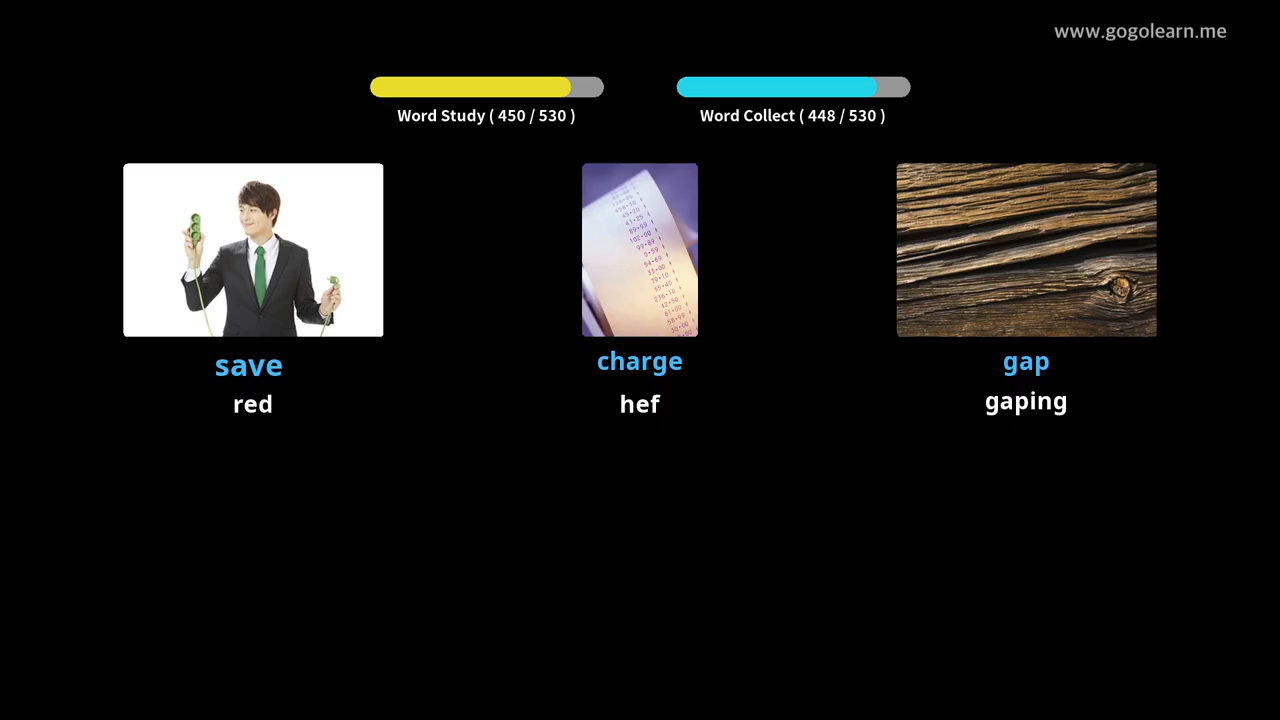 www.gogolearn.me
Word Study ( 450 / 530 )
Word Collect ( 448 / 530 )
save
charge
gap
red
hef
gaping